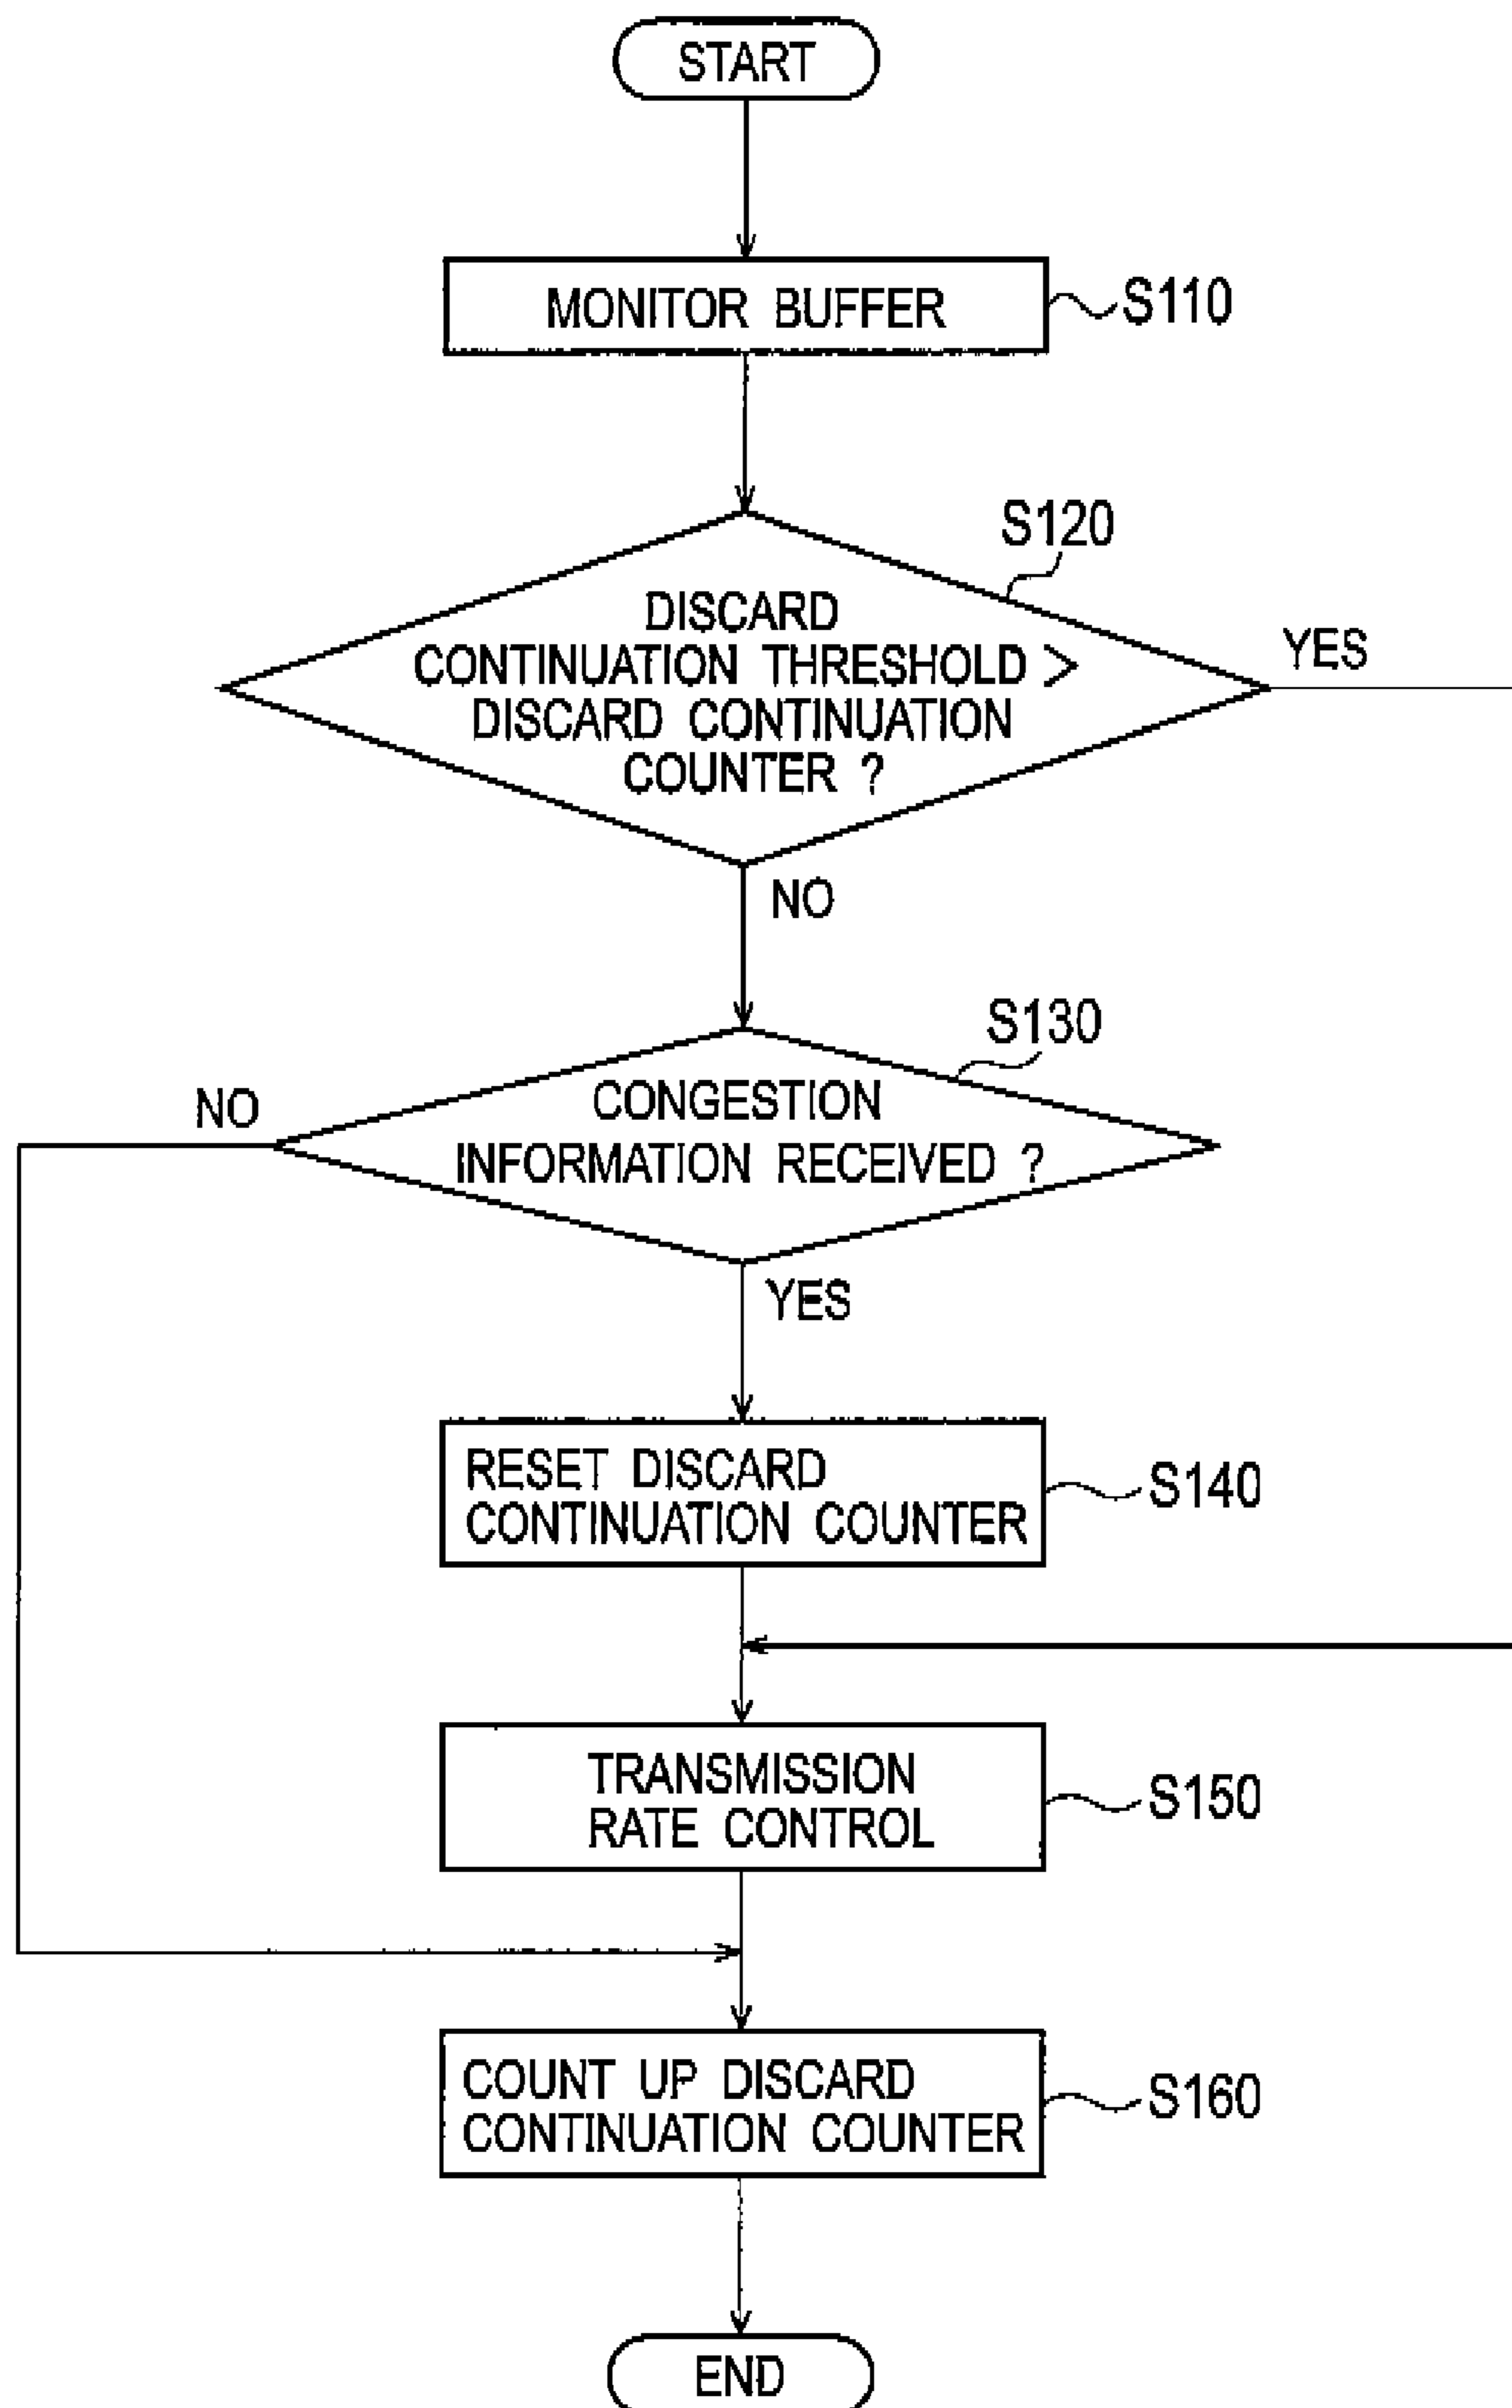 START
MONITOR BUFFER
S110
S120
DISCARD
CONTINUATION THRESHOLD >
DISCARD CONTINUATION
COUNTER ?
YES
NO
S130
CONGESTION
INFORMATION RECEIVED ?
NO
YES
RESET DISCARD
CONTINUATION COUNTER
S140
TRANSMISSION
RATE CONTROL
S150
COUNT UP DISCARD
CONTINUATION COUNTER
S160
END